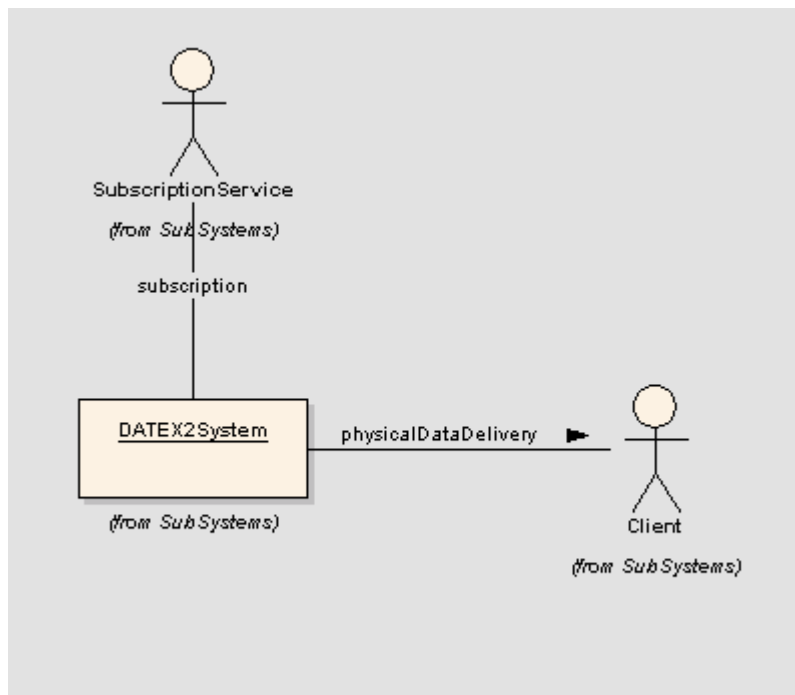 SubscriptionService
(from SubSystems)
subscription
DATEX2System
physicalDataDelivery
(from SubSystems)
Client
(from SubSystems)